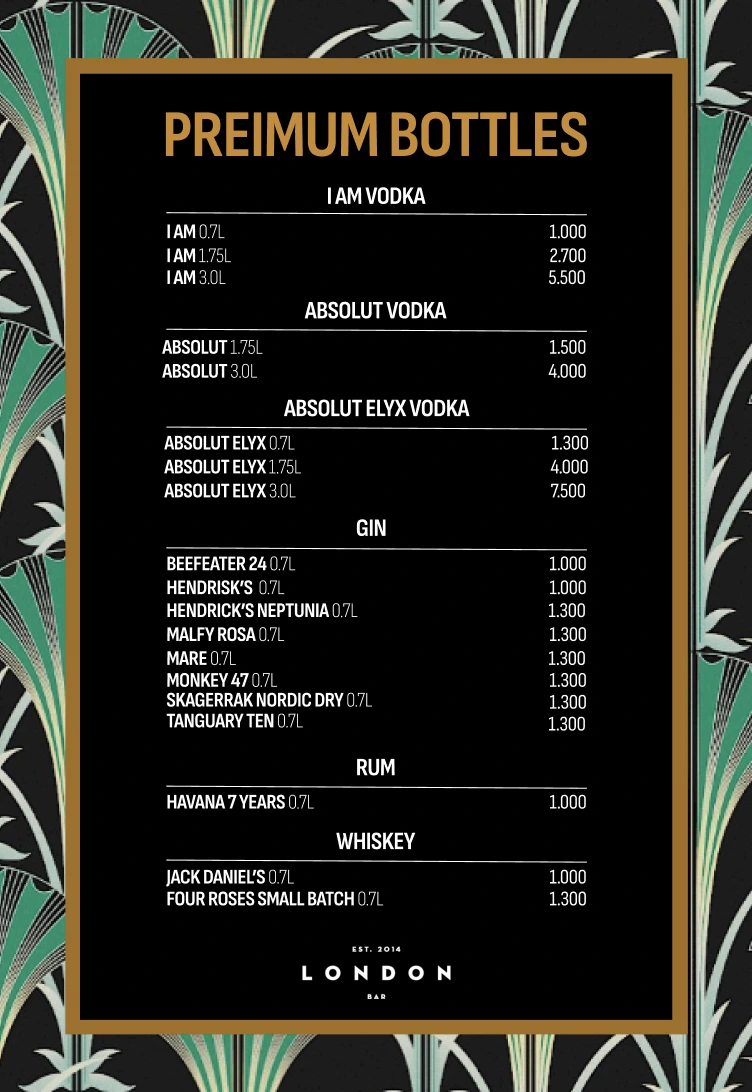 PREIMUM BOTTLES
I AM VODKA
I AM 0.7L 1.000
I AM 1.75L 2.700
I AM 3.0L 5.500
ABSOLUT VODKA
ABSOLUT 1.75L 1.500
ABSOLUT 3.0L 4.000
ABSOLUT ELYX VODKA
ABSOLUT ELYX 0.7L 1.300
ABSOLUT ELYX 1.75L 4.000
ABSOLUT ELYX 3.0L 7.500
GIN
BEEFEATER 24 0.7L 1.000
HENDRISK'S 0.7L 1.000
HENDRICK'S NEPTUNIA 0.7L 1.300
MALFY ROSA 0.7L 1.300
MARE 0.7L 1.300
MONKEY 47 0.7L 1.300
SKAGERRAK NORDIC DRY 0.7L 1.300
TANGUARY TEN 0.7L 1.300
RUM
HAVANA 7 YEARS 0.7L 1.000
WHISKEY
JACK DANIEL'S 0.7L 1.000
FOUR ROSES SMALL BATCH 0.7L 1.300
EST. 2014
LONDON
BAR